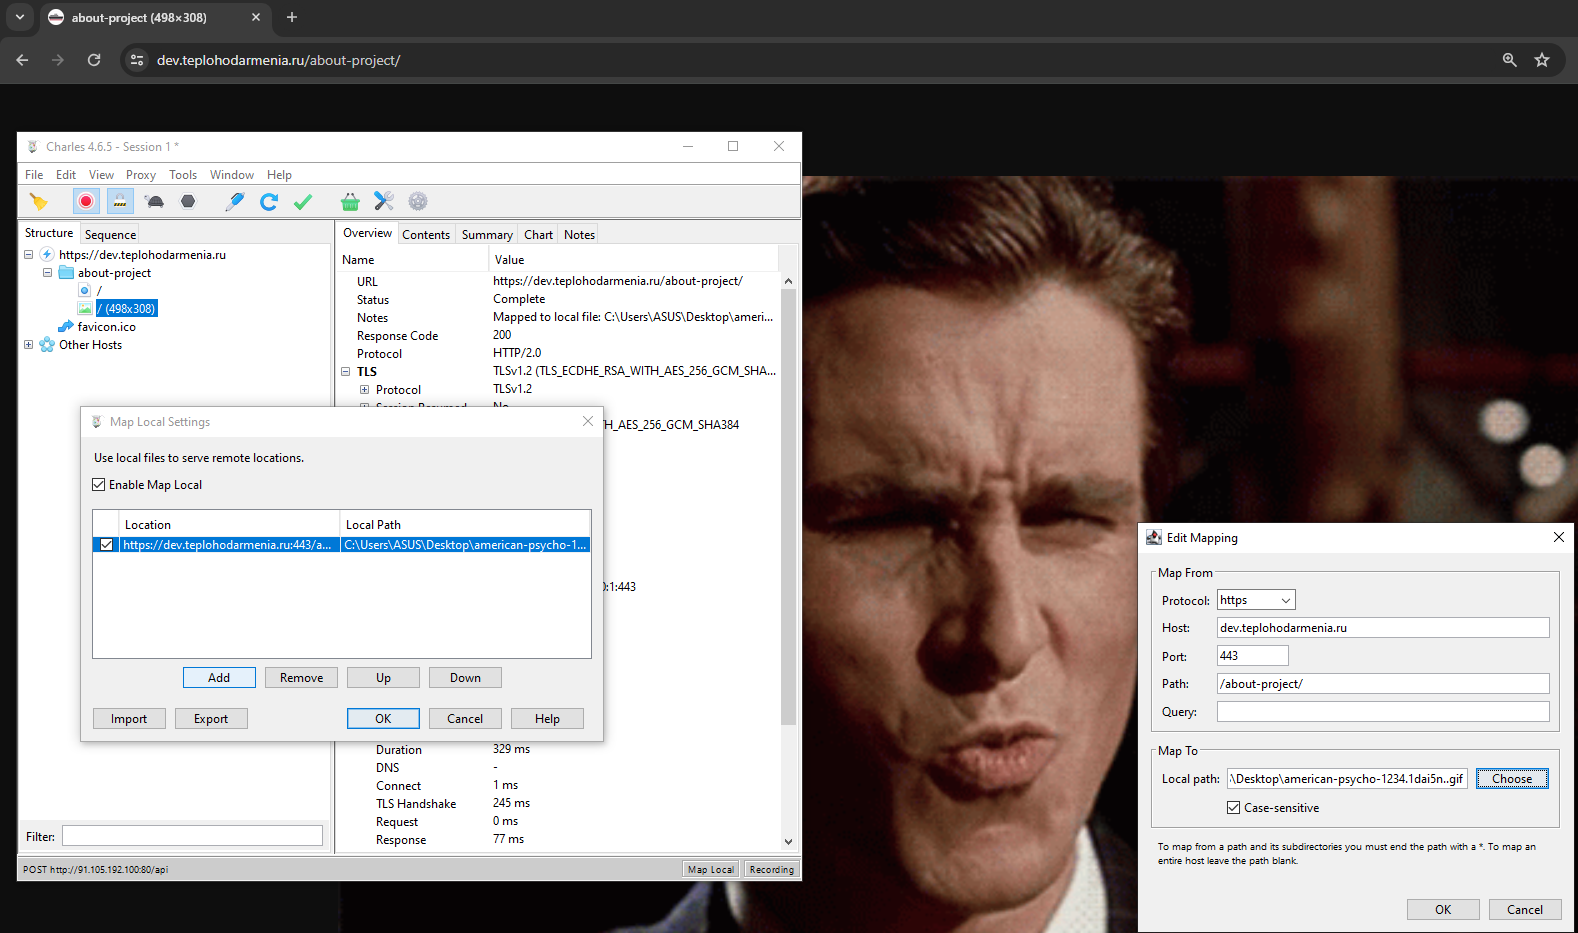 about-project (498×308)
dev.teplohodarmenia.ru/about-project/
Charles 4.6.5 - Session 1 *
File Edit View Proxy Tools Window Help
Structure Sequence
https://dev.teplohodarmenia.ru
about-project
/
/ (498x308)
favicon.ico
Other Hosts
Filter:
Overview Contents Summary Chart Notes
Name Value
URL https://dev.teplohodarmenia.ru/about-project/
Status Complete
Notes Mapped to local file: C:\Users\ASUS\Desktop\ameri...
Response Code 200
Protocol HTTP/2.0
TLS TLSv1.2 (TLS_ECDHE_RSA_WITH_AES_256_GCM_SHA...
Protocol TLSv1.2
Session Resumed No
TH_AES_256_GCM_SHA384
0:1:443
Duration 329 ms
DNS -
Connect 1 ms
TLS Handshake 245 ms
Request 0 ms
Response 77 ms
POST http://91.105.192.100:80/api
Map Local Recording
Map Local Settings
Use local files to serve remote locations.
Enable Map Local
Location Local Path
https://dev.teplohodarmenia.ru:443/a... C:\Users\ASUS\Desktop\american-psycho-1...
Add Remove Up Down
Import Export OK Cancel Help
Edit Mapping
Map From
Protocol: https
Host: dev.teplohodarmenia.ru
Port: 443
Path: /about-project/
Query:
Map To
Local path: \Desktop\american-psycho-1234.1dai5n..gif Choose
Case-sensitive
To map from a path and its subdirectories you must end the path with a *. To map an
entire host leave the path blank.
OK Cancel